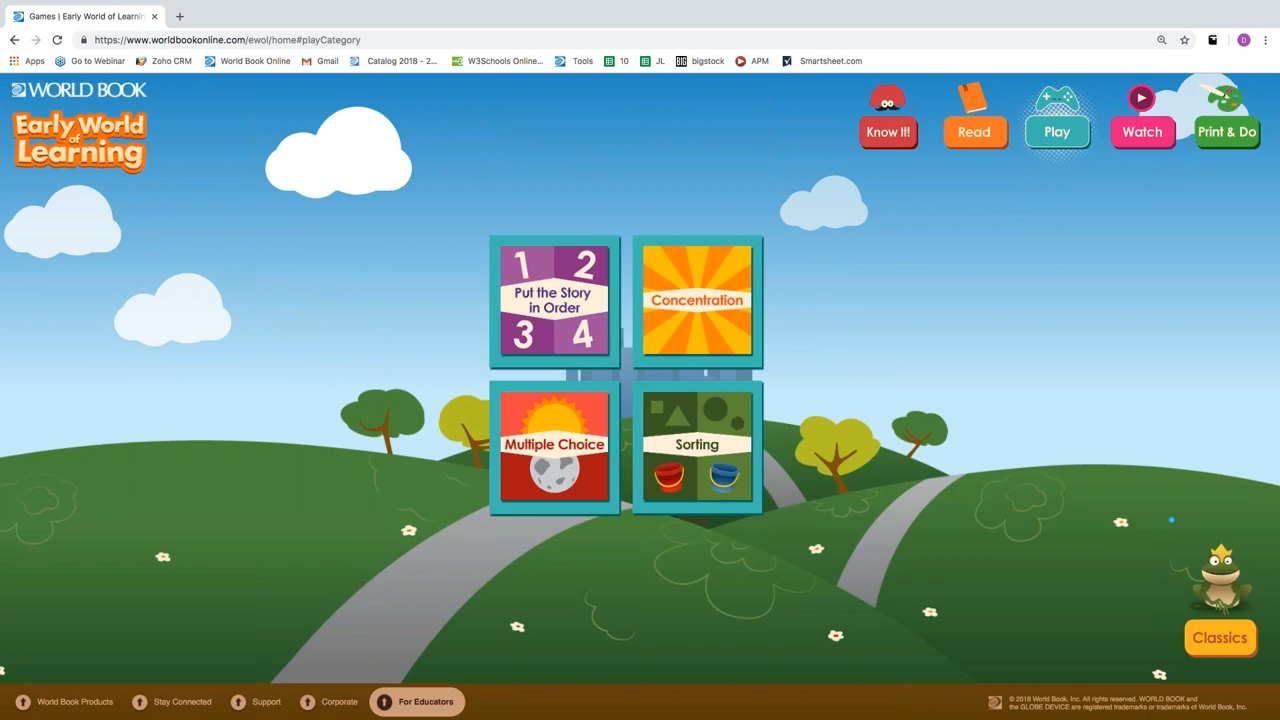 Games | Early World of Learnin
https://www.worldbookonline.com/ewol/home#playCategory
D
Apps Go to Webinar Zoho CRM World Book Online Gmail Catalog 2018 - 2... W3Schools Online... Tools 10 JL BIG bigstock APM Smartsheet.com
WORLD BOOK
Early World
of
Learning
Know It!
Read
Play
Watch
Print & Do
1 2
Put the Story
in Order
3 4
Concentration
Multiple Choice
Sorting
Classics
World Book Products Stay Connected Support Corporate For Educators
© 2018 World Book, Inc. All rights reserved. WORLD BOOK and
the GLOBE DEVICE are registered trademarks or trademarks of World Book, Inc.